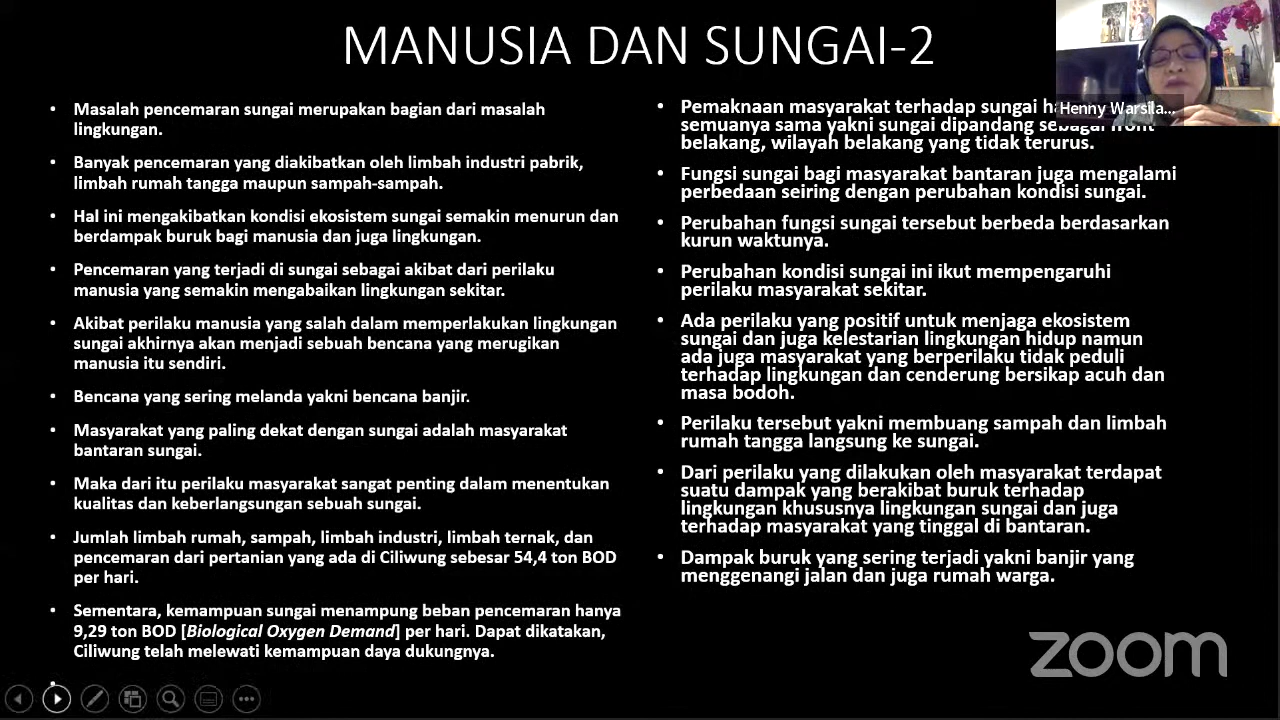 MANUSIA DAN SUNGAI-2
• Masalah pencemaran sungai merupakan bagian dari masalah
lingkungan.
• Banyak pencemaran yang diakibatkan oleh limbah industri pabrik,
limbah rumah tangga maupun sampah-sampah.
• Hal ini mengakibatkan kondisi ekosistem sungai semakin menurun dan
berdampak buruk bagi manusia dan juga lingkungan.
• Pencemaran yang terjadi di sungai sebagai akibat dari perilaku
manusia yang semakin mengabaikan lingkungan sekitar.
• Akibat perilaku manusia yang salah dalam memperlakukan lingkungan
sungai akhirnya akan menjadi sebuah bencana yang merugikan
manusia itu sendiri.
• Bencana yang sering melanda yakni bencana banjir.
• Masyarakat yang paling dekat dengan sungai adalah masyarakat
bantaran sungai.
• Maka dari itu perilaku masyarakat sangat penting dalam menentukan
kualitas dan keberlangsungan sebuah sungai.
• Jumlah limbah rumah, sampah, limbah industri, limbah ternak, dan
pencemaran dari pertanian yang ada di Ciliwung sebesar 54,4 ton BOD
per hari.
• Sementara, kemampuan sungai menampung beban pencemaran hanya
9,29 ton BOD [Biological Oxygen Demand] per hari. Dapat dikatakan,
Ciliwung telah melewati kemampuan daya dukungnya.
• Pemaknaan masyarakat terhadap sungai
semuanya sama yakni sungai dipandang sebagai front
belakang, wilayah belakang yang tidak terurus.
• Fungsi sungai bagi masyarakat bantaran juga mengalami
perbedaan seiring dengan perubahan kondisi sungai.
• Perubahan fungsi sungai tersebut berbeda berdasarkan
kurun waktunya.
• Perubahan kondisi sungai ini ikut mempengaruhi
perilaku masyarakat sekitar.
• Ada perilaku yang positif untuk menjaga ekosistem
sungai dan juga kelestarian lingkungan hidup namun
ada juga masyarakat yang berperilaku tidak peduli
terhadap lingkungan dan cenderung bersikap acuh dan
masa bodoh.
• Perilaku tersebut yakni membuang sampah dan limbah
rumah tangga langsung ke sungai.
• Dari perilaku yang dilakukan oleh masyarakat terdapat
suatu dampak yang berakibat buruk terhadap
lingkungan khususnya lingkungan sungai dan juga
terhadap masyarakat yang tinggal di bantaran.
• Dampak buruk yang sering terjadi yakni banjir yang
menggenangi jalan dan juga rumah warga.
Henny Warsila...
zoom